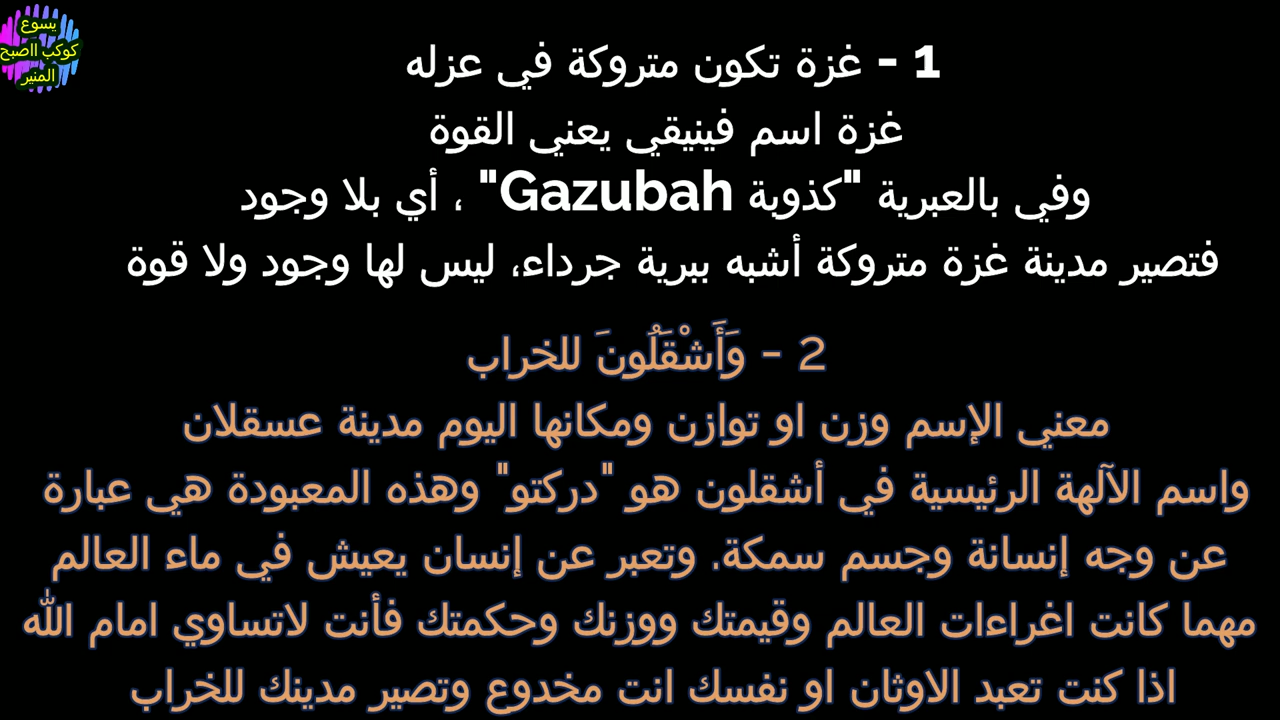 يسوع
كوكب ااصبح
المنير
1 - غزة تكون متروكة في عزله
غزة اسم فينيقي يعني القوة
وفي بالعبرية "كذوبة Gazubah" ، أي بلا وجود
فتصير مدينة غزة متروكة أشبه ببرية جرداء، ليس لها وجود ولا قوة
2 - وَأَشْقَلُونَ للخراب
معني الإسم وزن او توازن ومكانها اليوم مدينة عسقلان
واسم الآلهة الرئيسية في أشقلون هو "دركتو" وهذه المعبودة هي عبارة
عن وجه إنسانة وجسم سمكة. وتعبر عن إنسان يعيش في ماء العالم
مهما كانت اغراءات العالم وقيمتك ووزنك وحكمتك فأنت لاتساوي امام الله
اذا كنت تعبد الاوثان او نفسك انت مخدوع وتصير مدينك للخراب